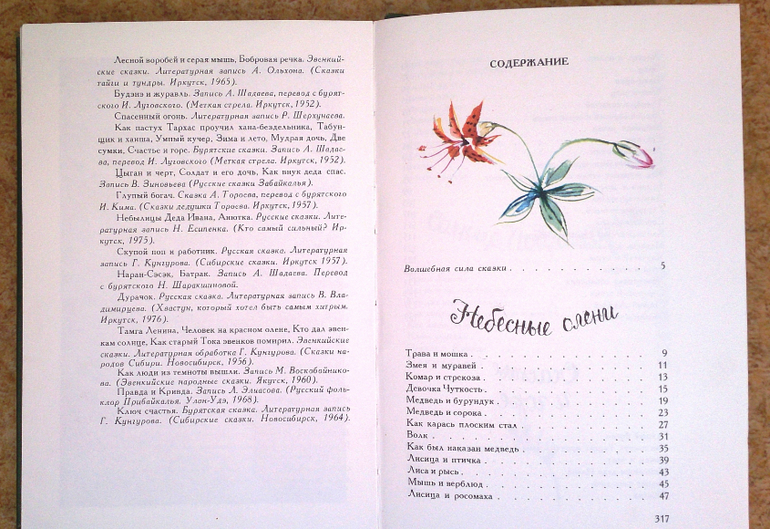 Лесной воробей и серая мышь, Бобровая речка. Эвенкий-
ские сказки. Литературная запись А. Ольхона. (Сказки
тайги и тундры. Иркутск, 1965).
Будэнэ и журавль. Запись А. Шадаева, перевод с бурят-
ского И. Луговского. (Меткая стрела. Иркутск, 1952).
Спасенный огонь. Литературная запись Р. Шерхунаева.
Как пастух Тархас проучил хана-бездельника, Табун-
щик и ханша, Умный кучер, Зима и лето, Мудрая дочь, Две
сумки, Счастье и горе. Бурятские сказки. Запись А. Шадае-
ва, перевод И. Луговского (Меткая стрела. Иркутск, 1952).
Цыган и черт, Солдат и его дочь, Как внук деда спас.
Запись В. Зиновьева (Русские сказки Забайкалья).
Глупый богач. Сказка А. Тороева, перевод с бурятского
И. Кима. (Сказки дедушки Тороева. Иркутск, 1957).
Небылицы Деда Ивана, Анютка. Русские сказки. Лите-
ратурная запись Н. Есипенка. (Кто самый сильный? Ир-
кутск, 1975).
Скупой поп и работник. Русская сказка. Литературная
запись Г. Кунгурова. (Сибирские сказки. Иркутск 1957).
Наран-Сэсэк, Батрак. Запись А. Шадаева. Перевод
с бурятского Н. Шаракшиновой.
Дурачок. Русская сказка. Литературная запись В. Вла-
димируева. (Хвастун, который хотел быть самым хитрым.
Иркутск, 1976).
Тамга Ленина, Человек на красном олене, Кто дал эвен-
кам солнце, Как старый Тока эвенков помирил. Эвенкийские
сказки. Литературная обработка Г. Кунгурова. (Сказки на-
родов Сибири. Новосибирск, 1956).
Как люди из темноты вышли. Запись М. Воскобойнико-
ва. (Эвенкийские народные сказки. Якутск, 1960).
Правда и Кривда. Запись Л. Элиасова. (Русский фоль-
клор Прибайкалья. Улан-Удэ, 1968).
Ключ счастья. Бурятская сказка. Литературная запись
Г. Кунгурова. (Сибирские сказки. Новосибирск, 1964).
СОДЕРЖАНИЕ
Волшебная сила сказки . . . . . . . . . . 5
Небесные олени
Трава и мошка . . . . . . . . . . . . 9
Змея и муравей . . . . . . . . . . . . 11
Комар и стрекоза . . . . . . . . . . . 13
Девочка Чуткость . . . . . . . . . . . 15
Медведь и бурундук . . . . . . . . . . 19
Медведь и сорока . . . . . . . . . . . 23
Как карась плоским стал . . . . . . . . 27
Волк . . . . . . . . . . . . . . . 31
Как был наказан медведь . . . . . . . . 35
Лисица и птичка . . . . . . . . . . . 39
Лиса и рысь . . . . . . . . . . . . . 43
Мышь и верблюд . . . . . . . . . . . 45
Лисица и росомаха . . . . . . . . . . 47
317